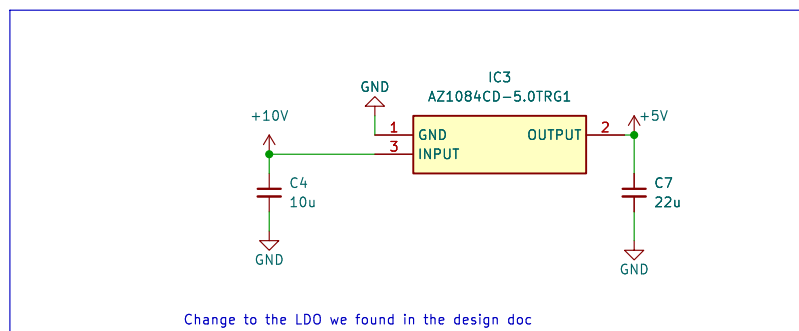 IC3
AZ1084CD-5.0TRG1
GND
+10V
1
GND
3
INPUT
OUTPUT
2
+5V
C4
10u
GND
C7
22u
GND
Change to the LDO we found in the design doc